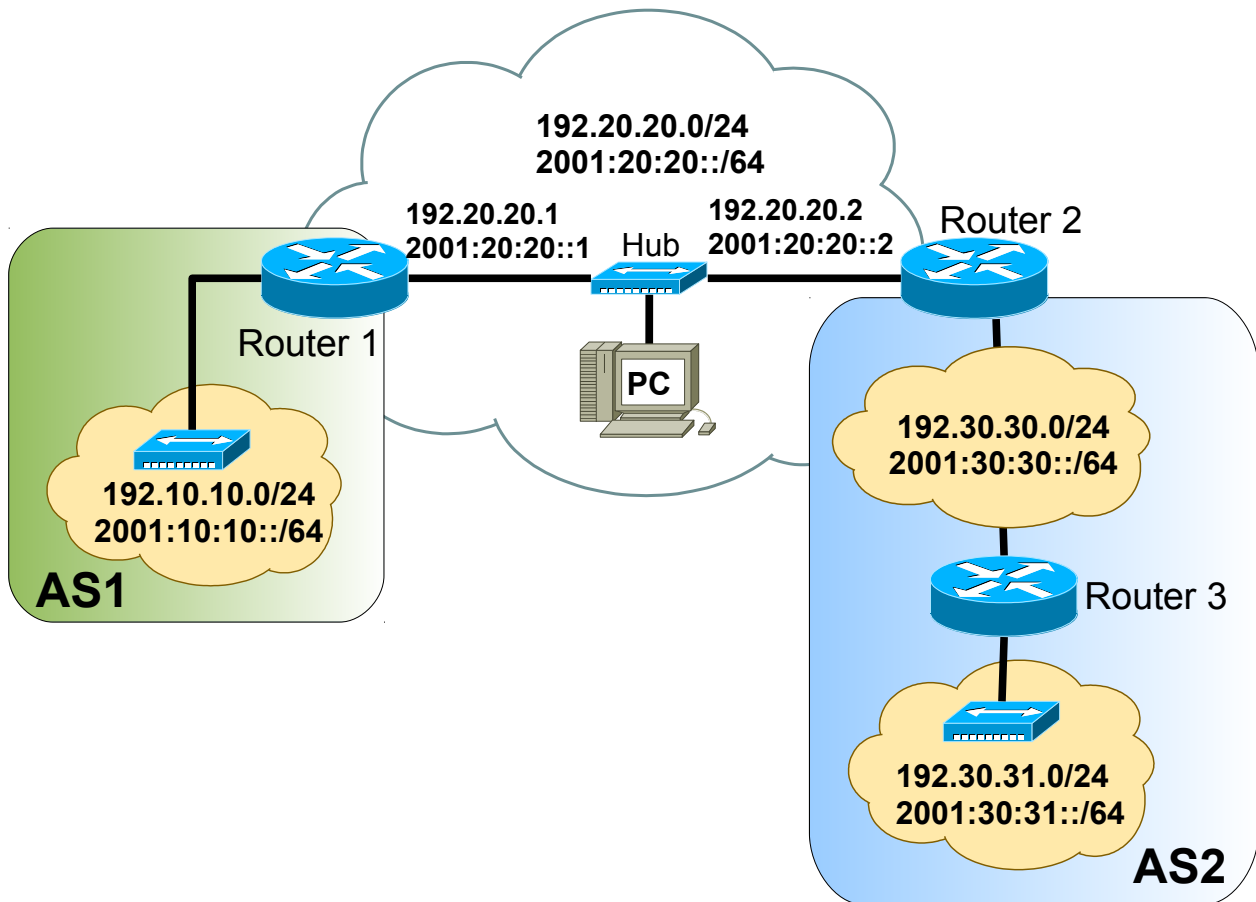 192.20.20.0/24
2001:20:20::/64
192.20.20.1
2001:20:20::1
Hub
192.20.20.2
2001:20:20::2
Router 2
Router 1
PC
192.10.10.0/24
2001:10:10::/64
AS1
192.30.30.0/24
2001:30:30::/64
Router 3
192.30.31.0/24
2001:30:31::/64
AS2